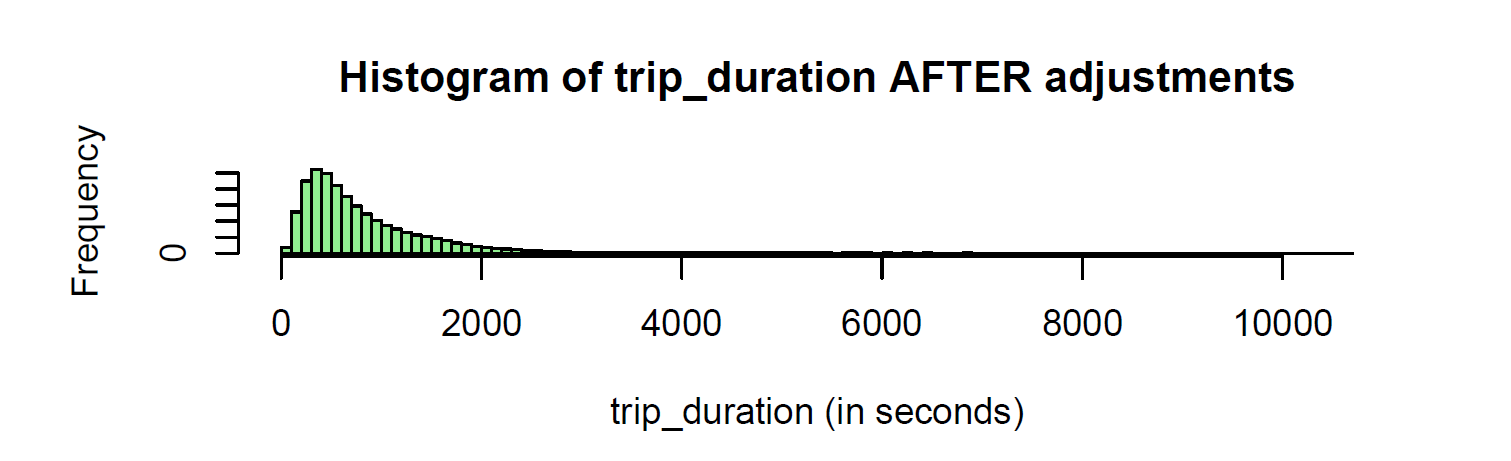 Histogram of trip_duration AFTER adjustments
Frequency
0
0 2000 4000 6000 8000 10000
trip_duration (in seconds)